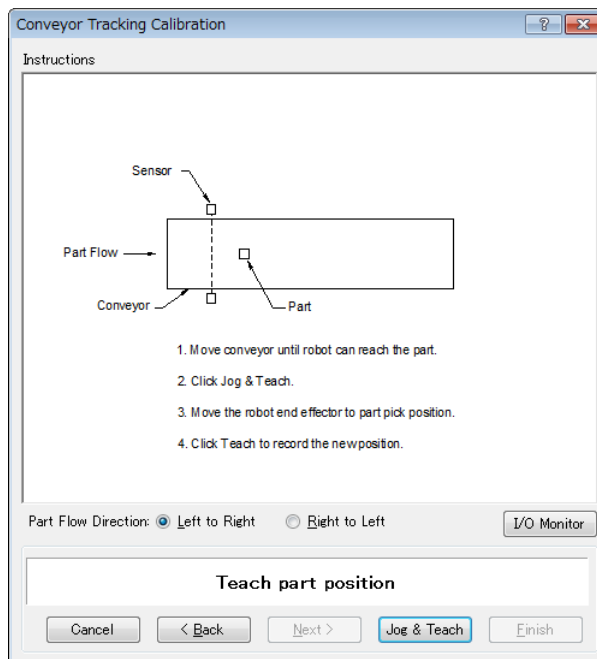 Conveyor Tracking Calibration
Instructions
Sensor
Part Flow
Conveyor
Part
1. Move conveyor until robot can reach the part.
2. Click Jog & Teach.
3. Move the robot end effector to part pick position.
4. Click Teach to record the newposition.
Part Flow Direction: Left to Right Right to Left I/O Monitor
Teach part position
Cancel < Back Next > Jog & Teach Finish